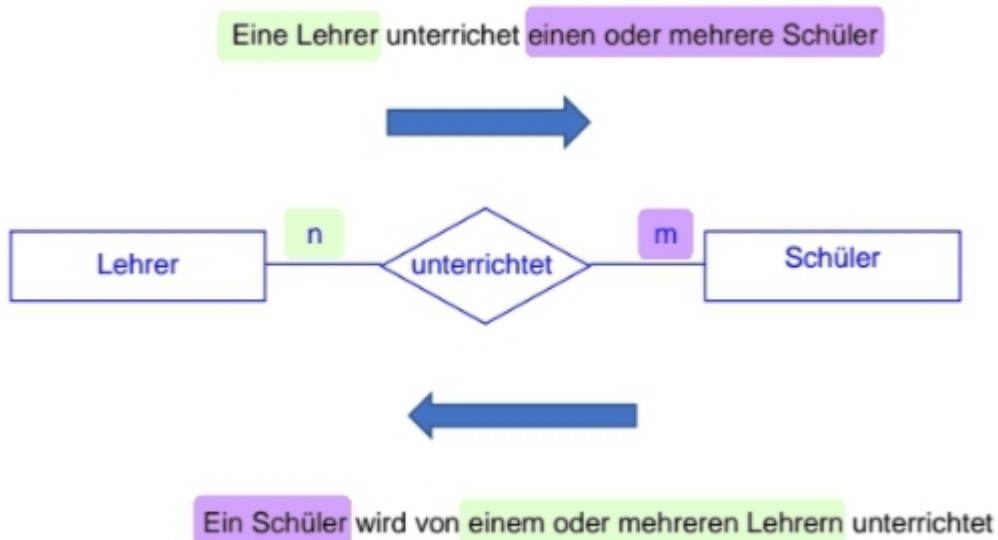 Eine Lehrer unterrichet einen oder mehrere Schüler
n
m
Lehrer
unterrichtet
Schüler
Ein Schüler wird von einem oder mehreren Lehrern unterrichtet